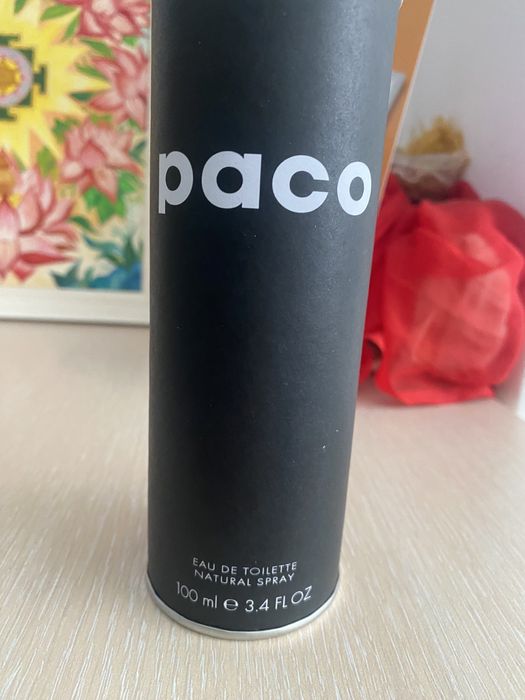 paco
EAU DE TOILETTE
NATURAL SPRAY
100 ml ℮ 3.4 FL OZ